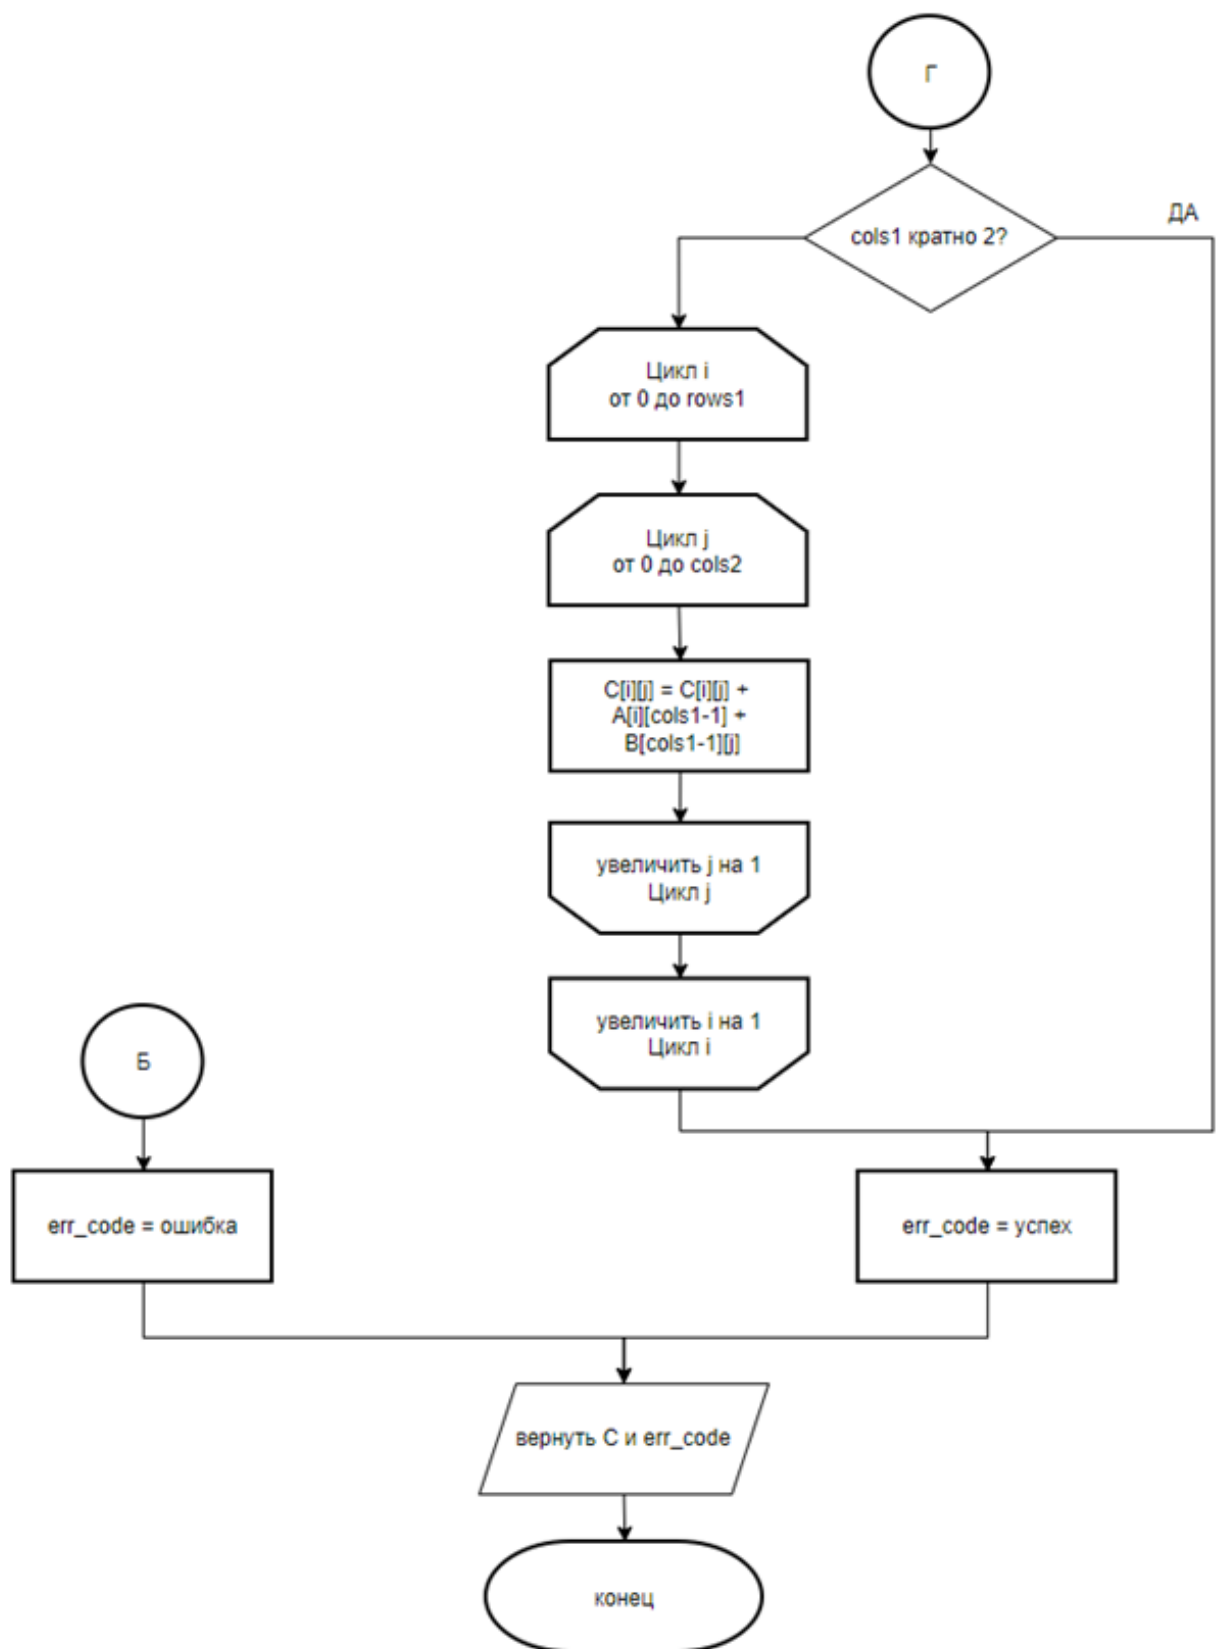 Г
ДА
cols1 кратно 2?
Цикл i
от 0 до rows1
Цикл j
от 0 до cols2
C[i][j] = C[i][j] +
A[i][cols1-1] +
B[cols1-1][j]
увеличить j на 1
Цикл j
увеличить i на 1
Цикл i
Б
err_code = ошибка
err_code = успех
вернуть C и err_code
конец